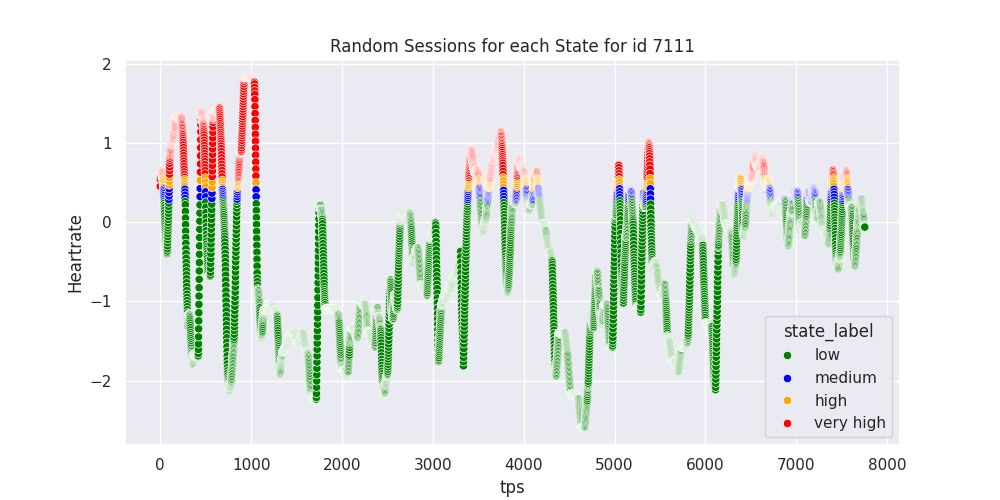 Random Sessions for each State for id 7111
Heartrate
2
1
0
−1
−2
0 1000 2000 3000 4000 5000 6000 7000 8000
tps
state_label
low
medium
high
very high